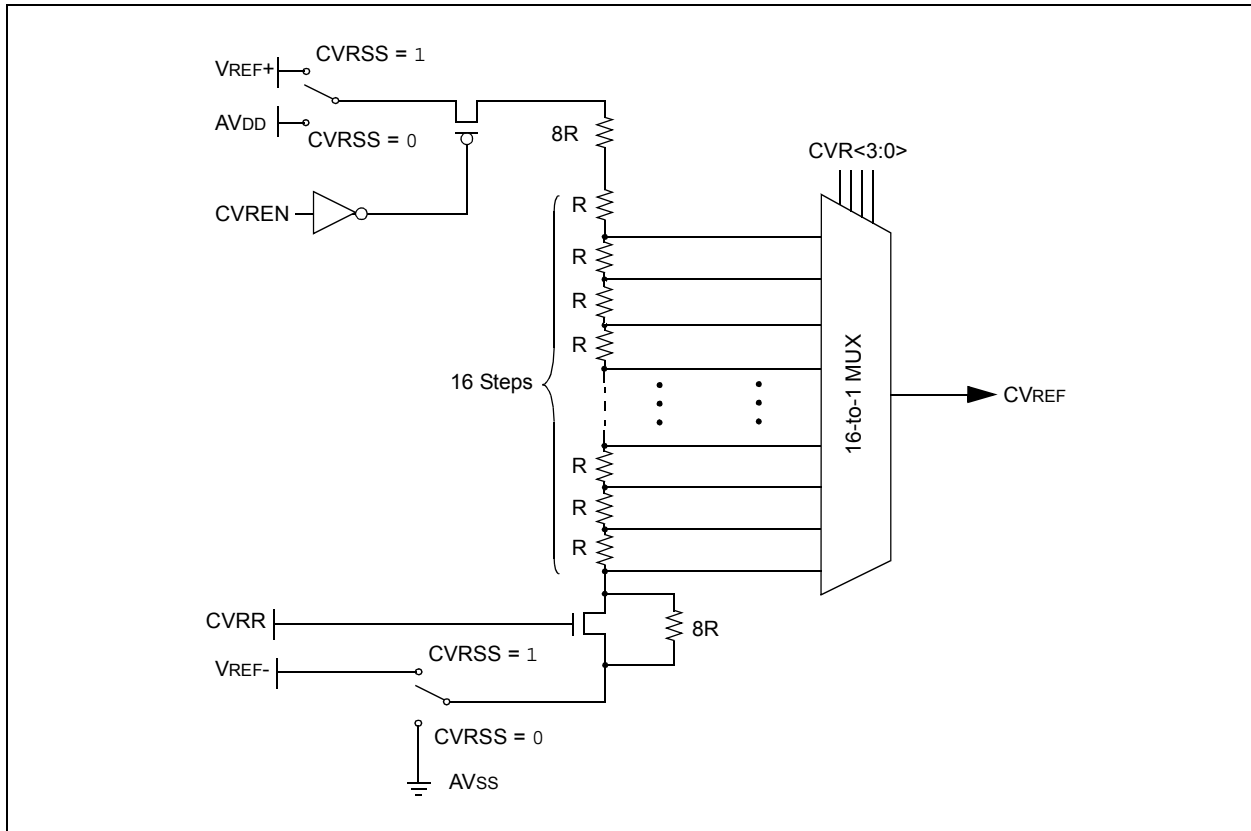 CVRSS = 1
VREF+
AVDD
CVRSS = 0
8R
CVR<3:0>
CVREN
R
R
R
R
16 Steps
16-to-1 MUX
CVREF
R
R
R
CVRR
8R
CVRSS = 1
VREF-
CVRSS = 0
AVSS